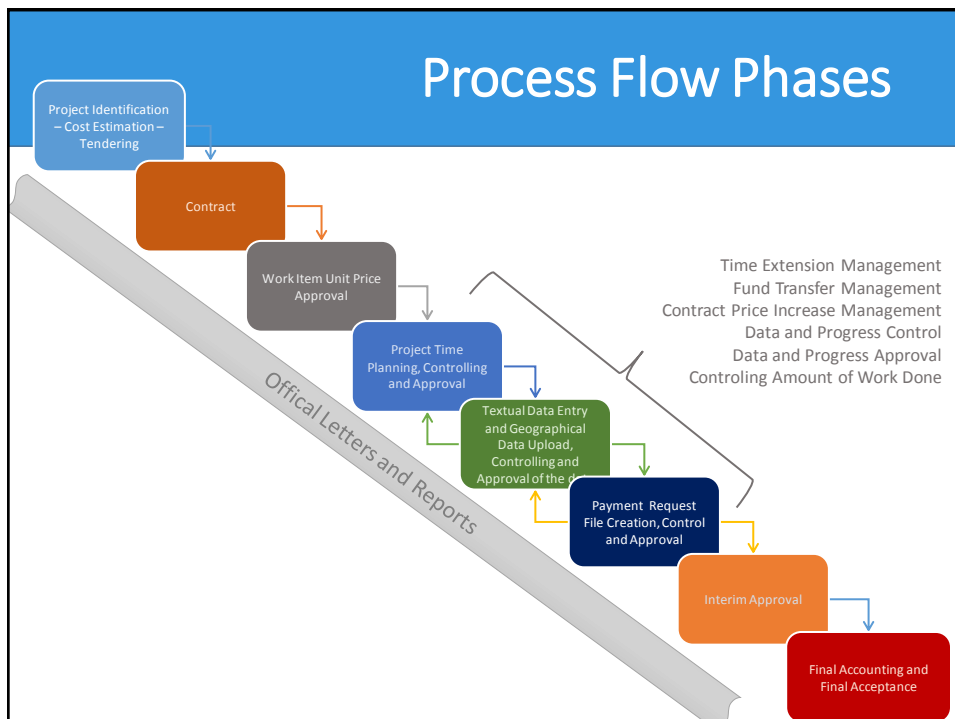 Process Flow Phases
Project Identification
– Cost Estimation –
Tendering
Contract
Work Item Unit Price
Approval
Project Time
Planning, Controlling
and Approval
Textual Data Entry
and Geographical
Data Upload,
Controlling and
Approval of the
Payment Request
File Creation, Control
and Approval
Interim Approval
Final Accounting and
Final Acceptance
Time Extension Management
Fund Transfer Management
Contract Price Increase Management
Data and Progress Control
Data and Progress Approval
Controling Amount of Work Done
Offical Letters and Reports